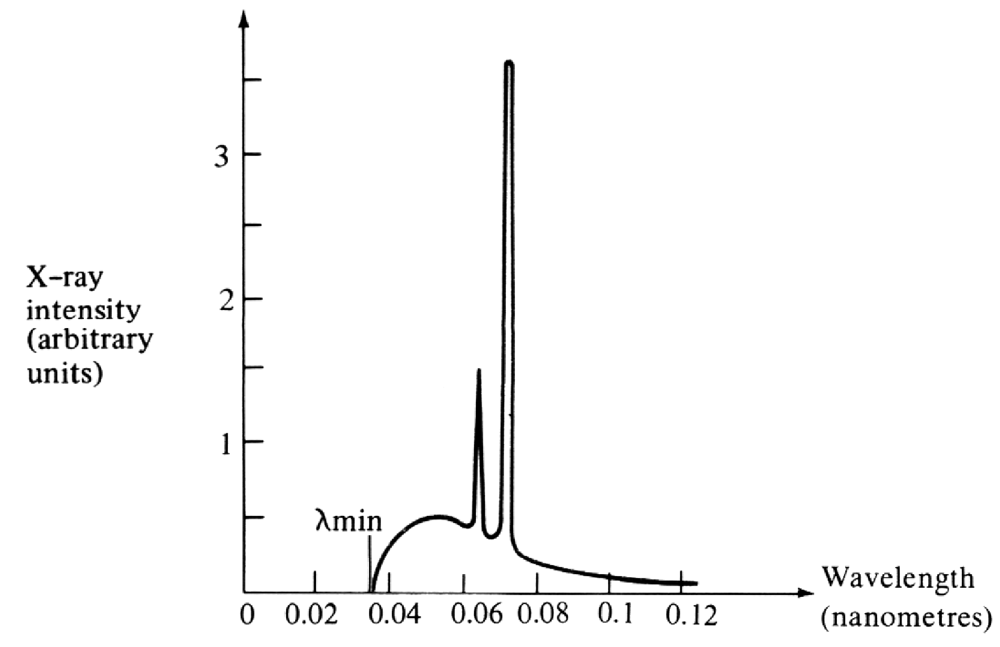 3
2
1
X-ray
intensity
(arbitrary
units)
λmin
0 0.02 0.04 0.06 0.08 0.1 0.12
Wavelength
(nanometres)